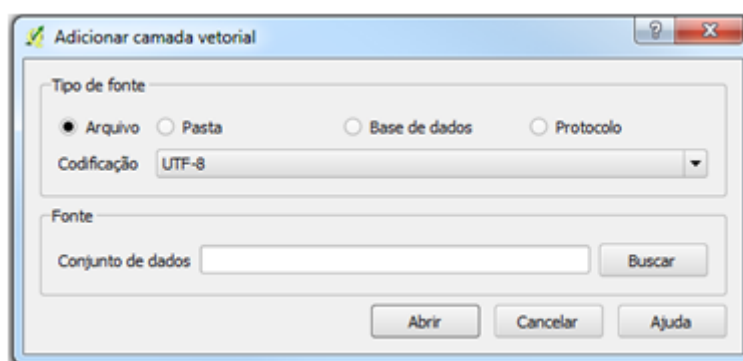 Adicionar camada vetorial
Tipo de fonte
Arquivo Pasta Base de dados Protocolo
Codificação UTF-8
Fonte
Conjunto de dados Buscar
Abrir Cancelar Ajuda